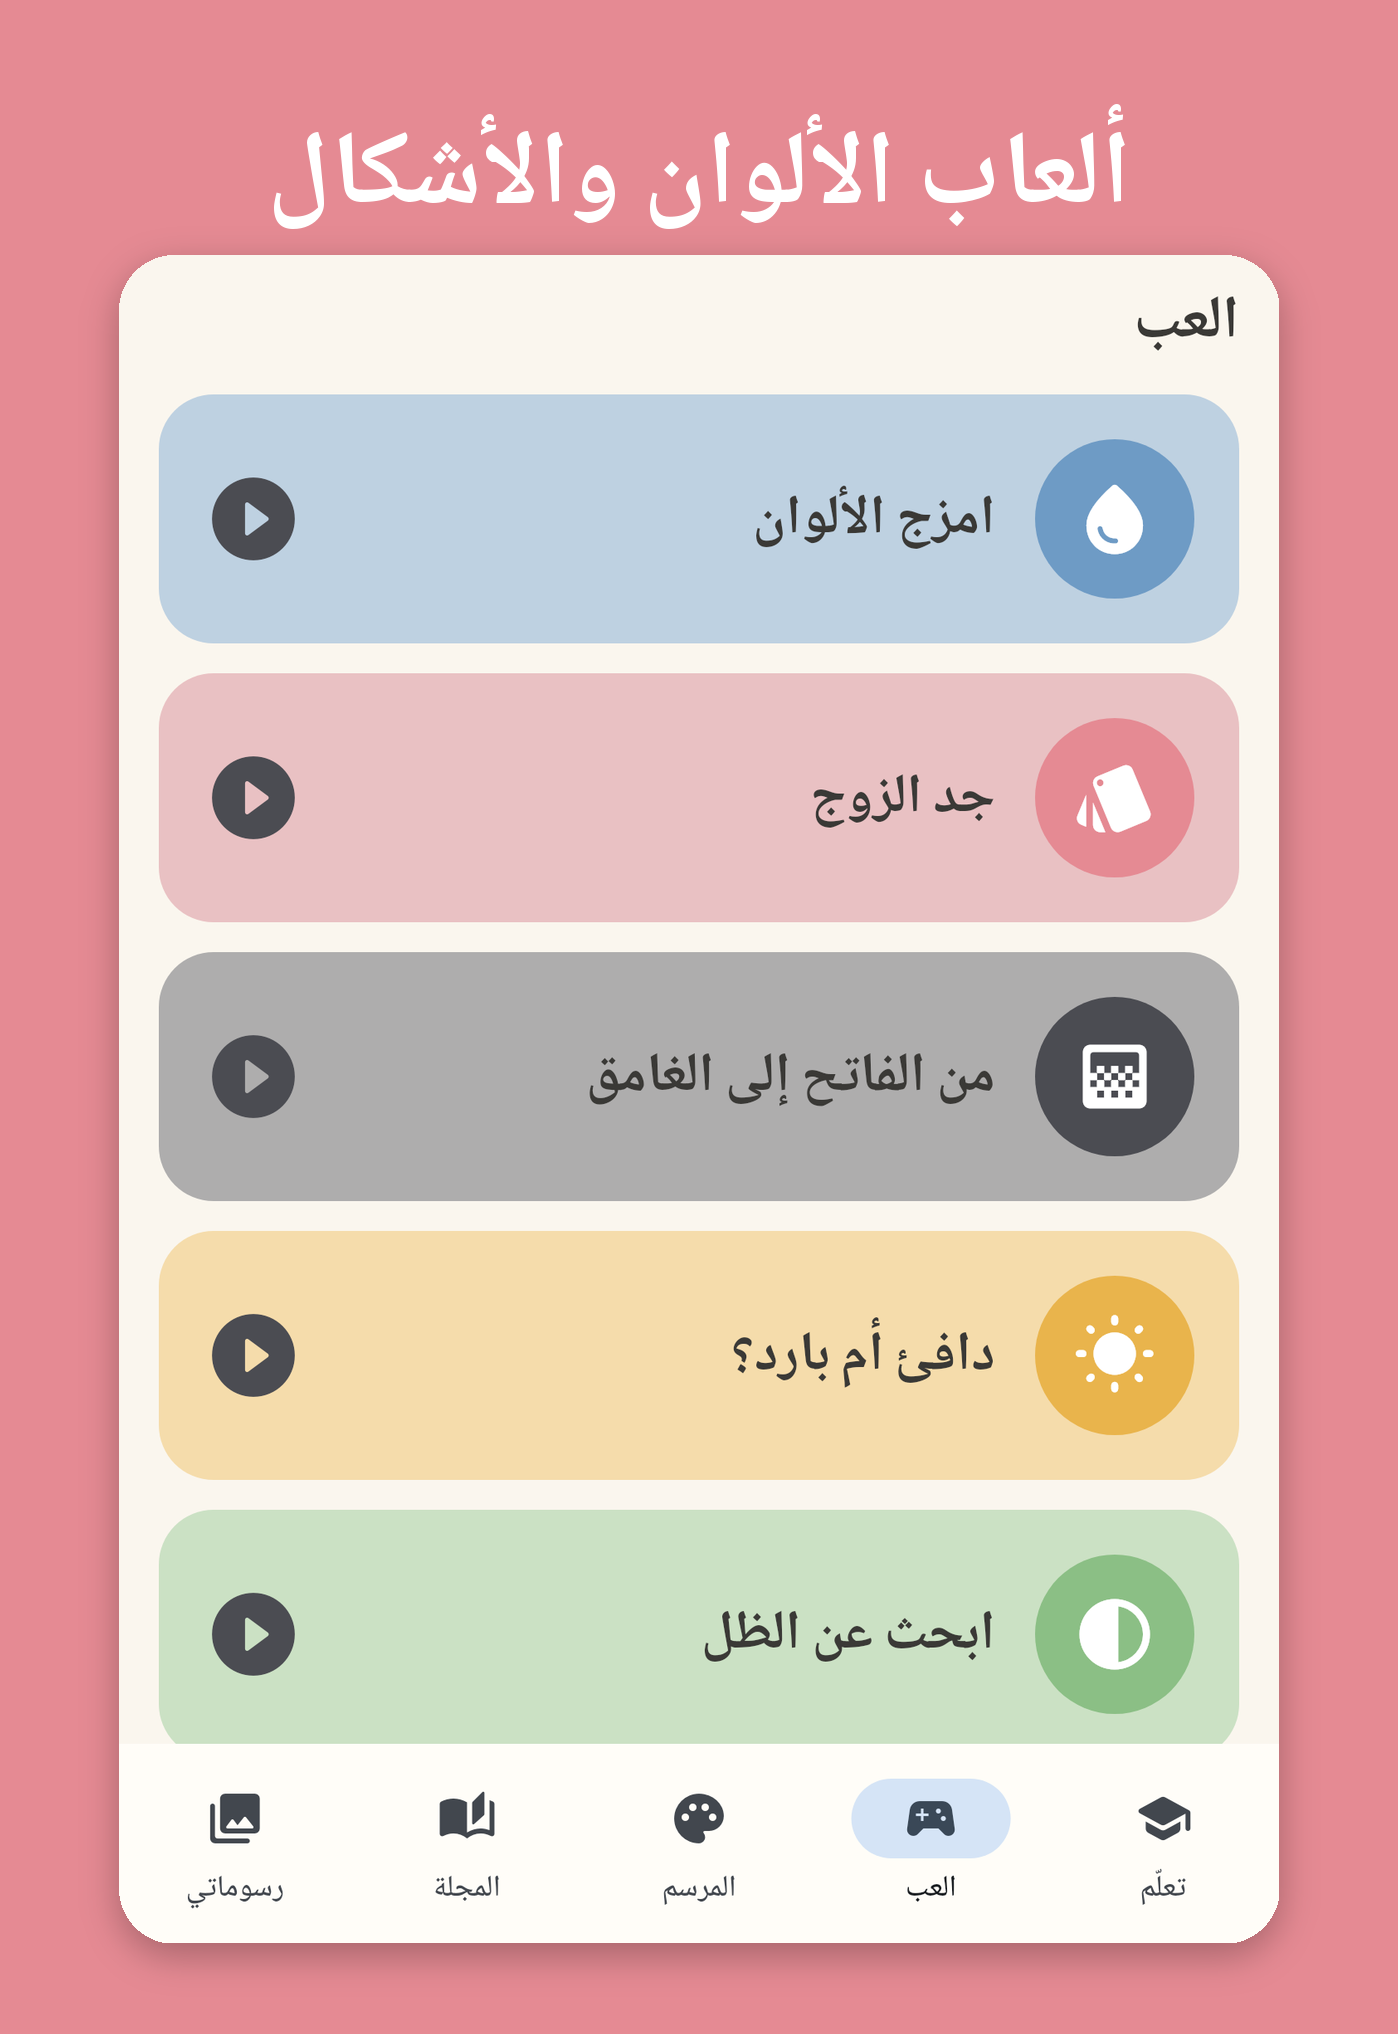 ألعاب الألوان والأشكال
العب
امزج الألوان
جد الزوج
من الفاتح إلى الغامق
دافئ أم بارد؟
ابحث عن الظل
تعلّم
العب
المرسم
المجلة
رسوماتي